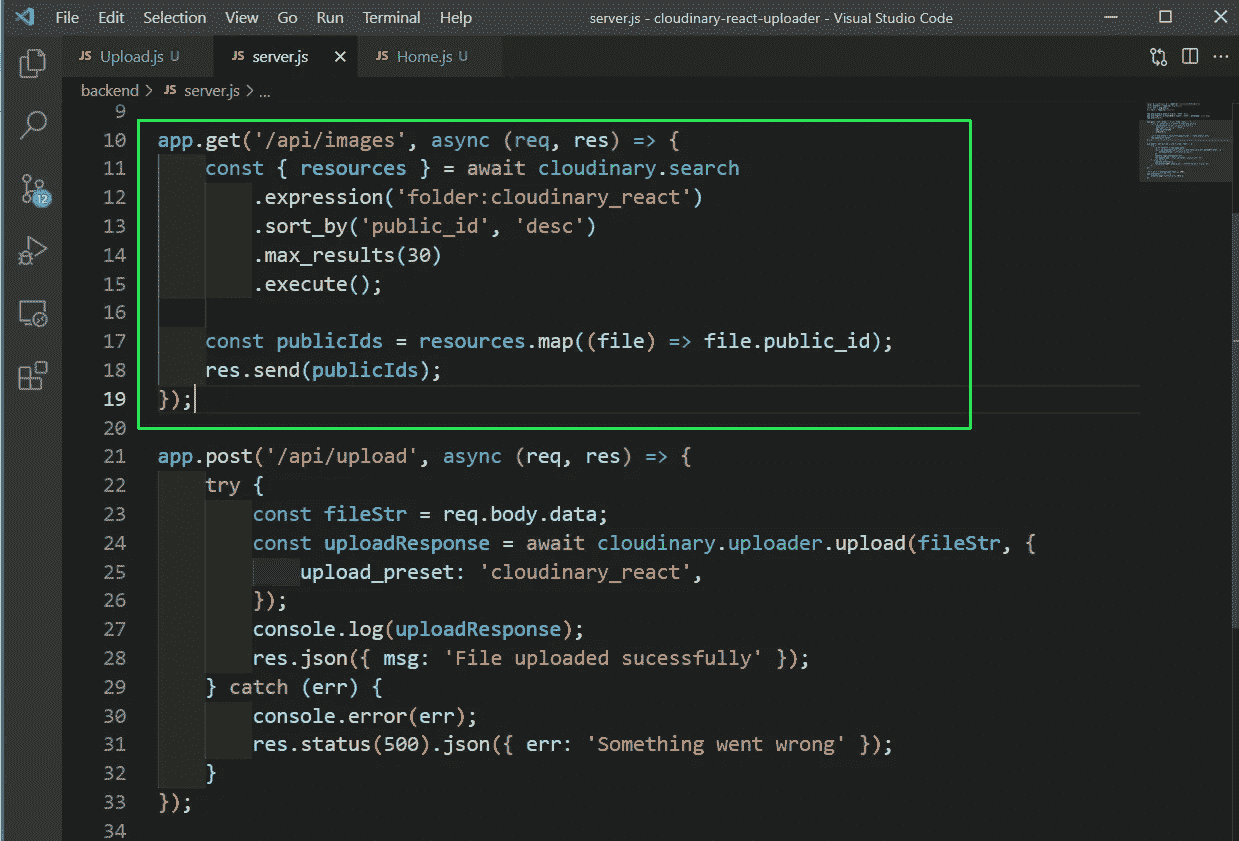 File Edit Selection View Go Run Terminal Help server.js - cloudinary-react-uploader - Visual Studio Code
JS Upload.js U JS server.js JS Home.js U
backend > JS server.js > ...
9
10 app.get('/api/images', async (req, res) => {
11 const { resources } = await cloudinary.search
12 .expression('folder:cloudinary_react')
13 .sort_by('public_id', 'desc')
14 .max_results(30)
15 .execute();
16
17 const publicIds = resources.map((file) => file.public_id);
18 res.send(publicIds);
19 });
20
21 app.post('/api/upload', async (req, res) => {
22 try {
23 const fileStr = req.body.data;
24 const uploadResponse = await cloudinary.uploader.upload(fileStr, {
25 upload_preset: 'cloudinary_react',
26 });
27 console.log(uploadResponse);
28 res.json({ msg: 'File uploaded sucessfully' });
29 } catch (err) {
30 console.error(err);
31 res.status(500).json({ err: 'Something went wrong' });
32 }
33 });
34
12